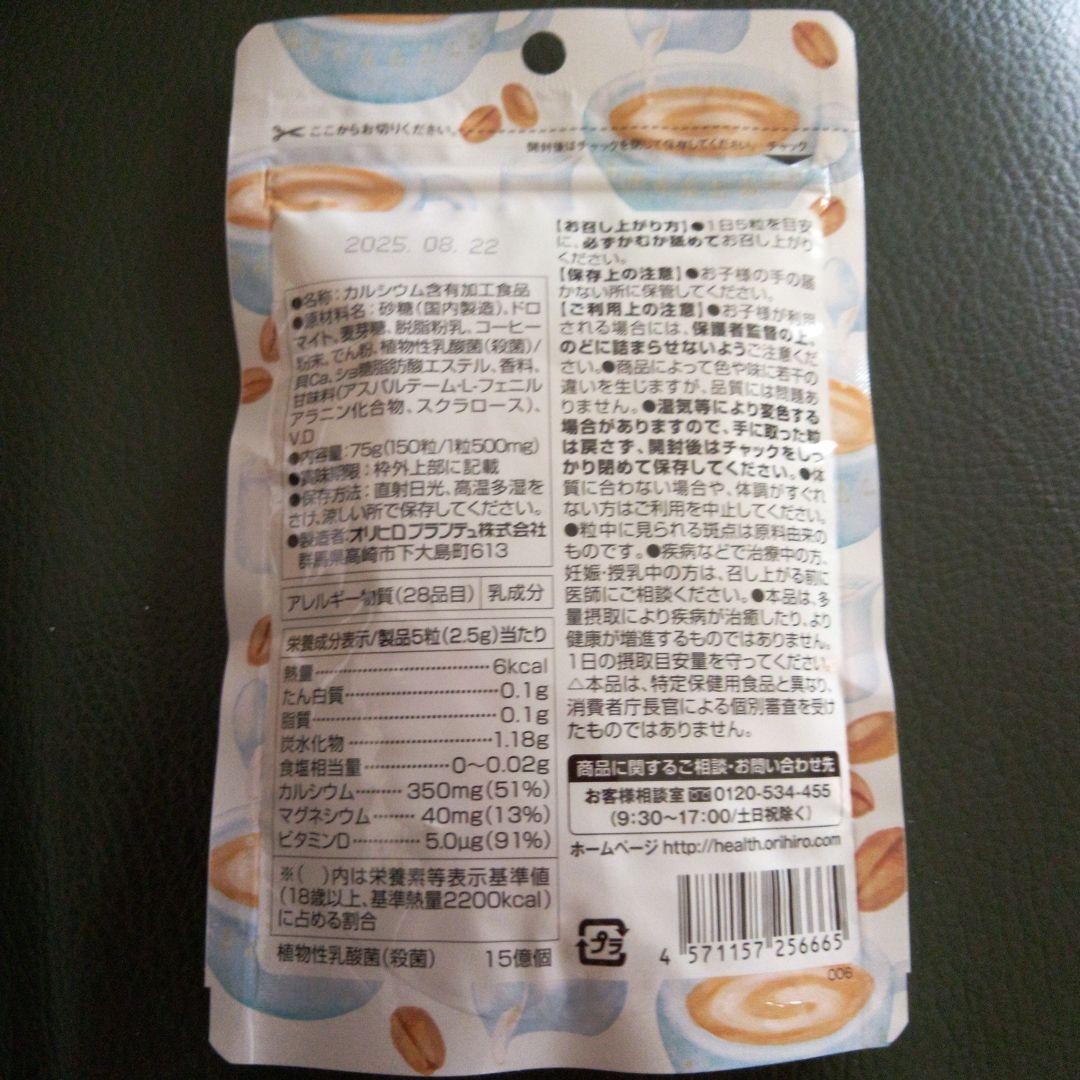 ここからお切りください。
開封後はチャックを閉じて保存してください。 チャック
2025. 08. 22
●名称：カルシウム含有加工食品
●原材料名：砂糖(国内製造)、ドロ
マイト、麦芽糖、脱脂粉乳、コーヒー
粉末、でん粉、植物性乳酸菌(殺菌)/
貝Ca、ショ糖脂肪酸エステル、香料、
甘味料(アスパルテーム・L-フェニル
アラニン化合物、スクラロース)、
V.D
●内容量：75g(150粒/1粒500mg)
●賞味期限：枠外上部に記載
●保存方法：直射日光、高温多湿を
さけ、涼しい所で保存してください。
●製造者：オリヒロプランデュ株式会社
群馬県高崎市下大島町613
アレルギー物質(28品目) 乳成分
栄養成分表示/製品5粒(2.5g)当たり
熱量 6kcal
たん白質 0.1g
脂質 0.1g
炭水化物 1.18g
食塩相当量 0～0.02g
カルシウム 350mg(51%)
マグネシウム 40mg(13%)
ビタミンD 5.0μg(91%)
※( )内は栄養素等表示基準値
(18歳以上、基準熱量2200kcal)
に占める割合
植物性乳酸菌(殺菌) 15億個
【お召し上がり方】●1日5粒を目安
に、必ずかむか舐めてお召し上がり
ください。
【保存上の注意】●お子様の手の届
かない所に保管してください。
【ご利用上の注意】●お子様が利用
される場合には、保護者監督の上、
のどに詰まらせないようご注意くだ
さい。●商品によって色や味に若干の
違いを生じますが、品質には問題あ
りません。●湿気等により変色する
場合がありますので、手に取った粒
は戻さず、開封後はチャックをしっ
かり閉めて保存してください。●体
質に合わない場合や、体調がすぐれ
ない方はご利用を中止してください。
●粒中に見られる斑点は原料由来の
ものです。●疾病などで治療中の方、
妊娠・授乳中の方は、召し上がる前に
医師にご相談ください。●本品は、多
量摂取により疾病が治癒したり、より
健康が増進するものではありません。
1日の摂取目安量を守ってください。
△本品は、特定保健用食品と異なり、
消費者庁長官による個別審査を受け
たものではありません。
商品に関するご相談・お問い合わせ先
お客様相談室 0120-534-455
(9:30～17:00/土日祝除く)
ホームページ http://health.orihiro.com
プラ
4 571157 256665
006